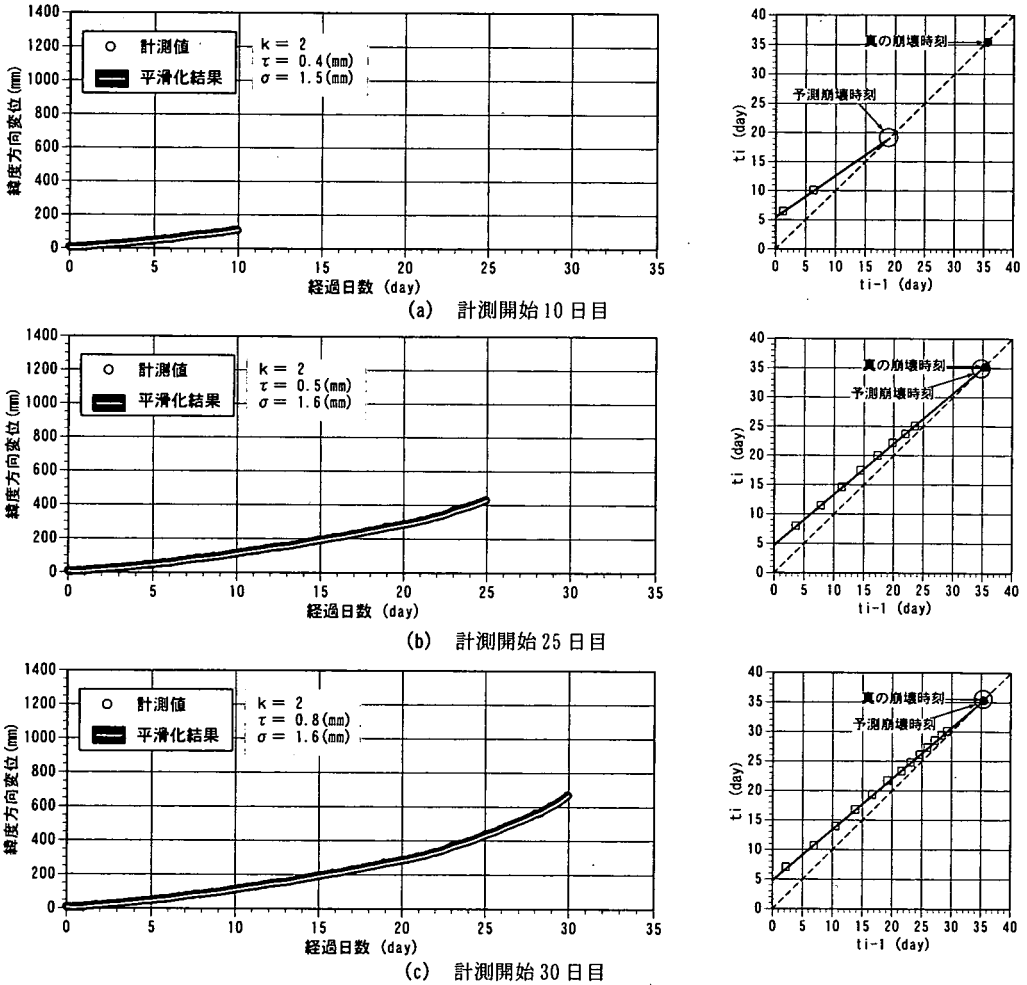 1400
1200
1000
800
600
400
200
0
緯度方向変位(mm)
計測値
平滑化結果
k = 2
τ = 0.4(mm)
σ = 1.5(mm)
0 5 10 15 20 25 30 35
経過日数 (day)
40
35
30
25
20
15
10
5
0
ti (day)
真の崩壊時刻
予測崩壊時刻
0 5 10 15 20 25 30 35 40
ti-1 (day)
(a) 計測開始10日目
1400
1200
1000
800
600
400
200
0
緯度方向変位(mm)
計測値
平滑化結果
k = 2
τ = 0.5(mm)
σ = 1.6(mm)
0 5 10 15 20 25 30 35
経過日数 (day)
40
35
30
25
20
15
10
5
0
ti (day)
真の崩壊時刻
予測崩壊時刻
0 5 10 15 20 25 30 35 40
ti-1 (day)
(b) 計測開始25日目
1400
1200
1000
800
600
400
200
0
緯度方向変位(mm)
計測値
平滑化結果
k = 2
τ = 0.8(mm)
σ = 1.6(mm)
0 5 10 15 20 25 30 35
経過日数 (day)
40
35
30
25
20
15
10
5
0
ti (day)
真の崩壊時刻
予測崩壊時刻
0 5 10 15 20 25 30 35 40
ti-1 (day)
(c) 計測開始30日目